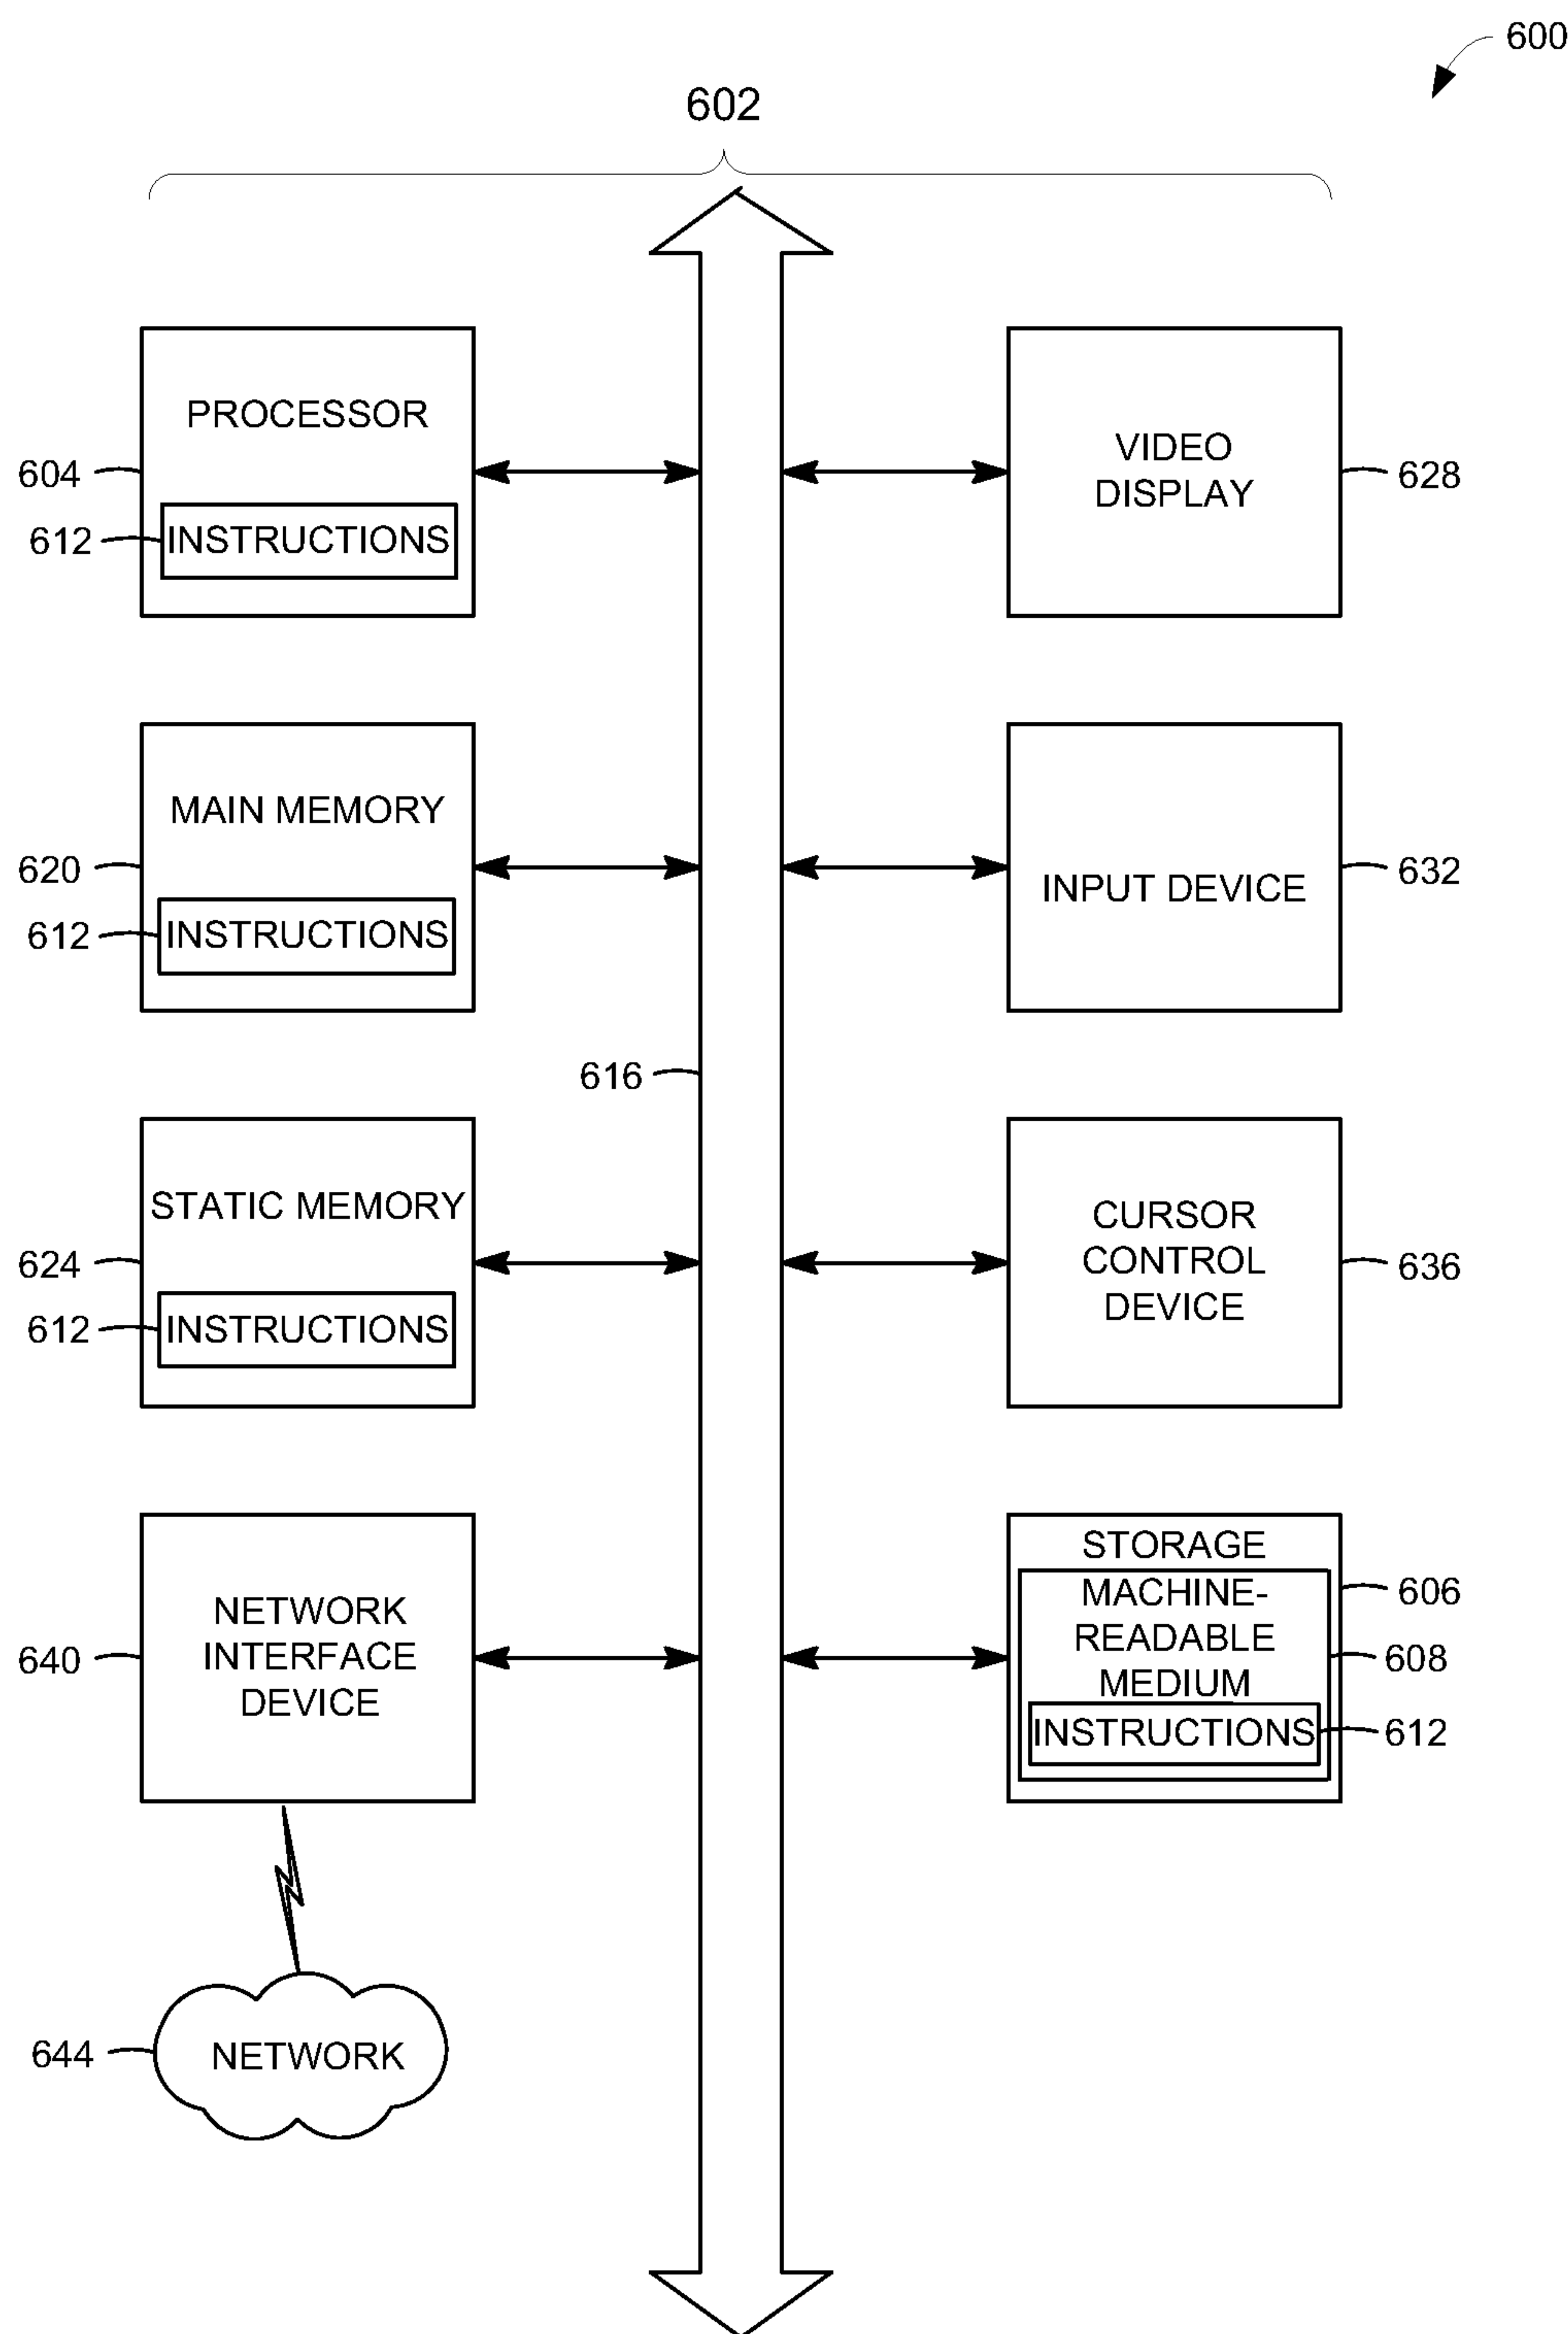 600
602
PROCESSOR
604
612
INSTRUCTIONS
VIDEO
DISPLAY
628
MAIN MEMORY
620
612
INSTRUCTIONS
INPUT DEVICE
632
616
STATIC MEMORY
624
612
INSTRUCTIONS
CURSOR
CONTROL
DEVICE
636
NETWORK
INTERFACE
DEVICE
640
STORAGE
606
MACHINE-
READABLE
MEDIUM
608
INSTRUCTIONS
612
644
NETWORK